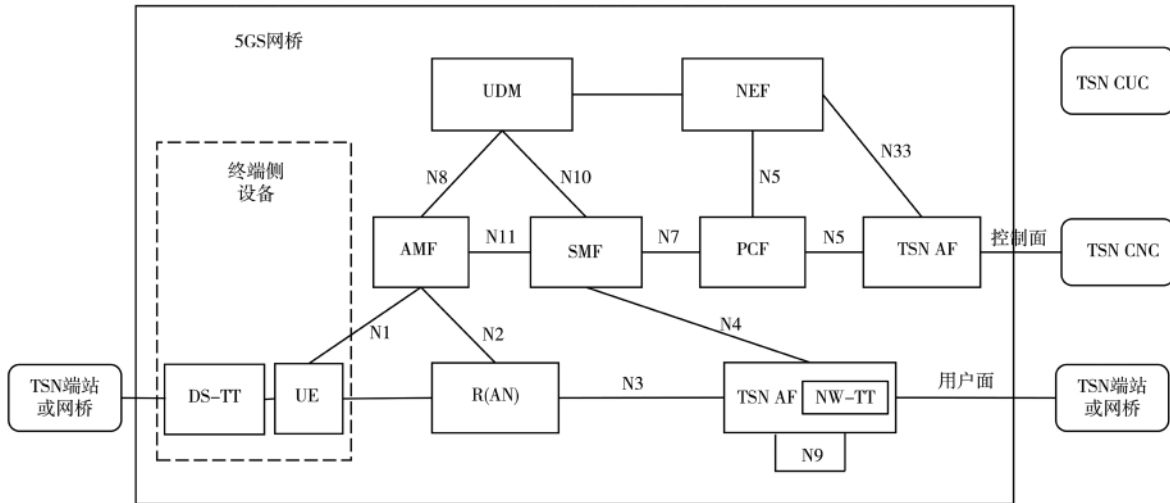 5GS网桥
TSN CUC
UDM
NEF
终端侧
设备
N8
N10
N5
N33
AMF
N11
SMF
N7
PCF
N5
TSN AF
控制面
TSN CNC
N1
N2
N4
TSN端站
或网桥
DS-TT
UE
R(AN)
N3
TSN AF
NW-TT
用户面
TSN端站
或网桥
N9